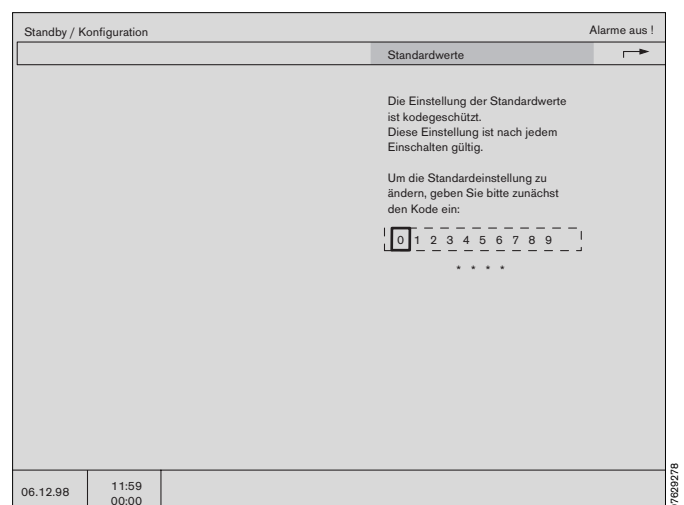 Standby / Konfiguration
Alarme aus !
Standardwerte
Die Einstellung der Standardwerte
ist kodegeschützt.
Diese Einstellung ist nach jedem
Einschalten gültig.
Um die Standardeinstellung zu
ändern, geben Sie bitte zunächst
den Kode ein:
0 1 2 3 4 5 6 7 8 9
* * * *
06.12.98
11:59
00:00